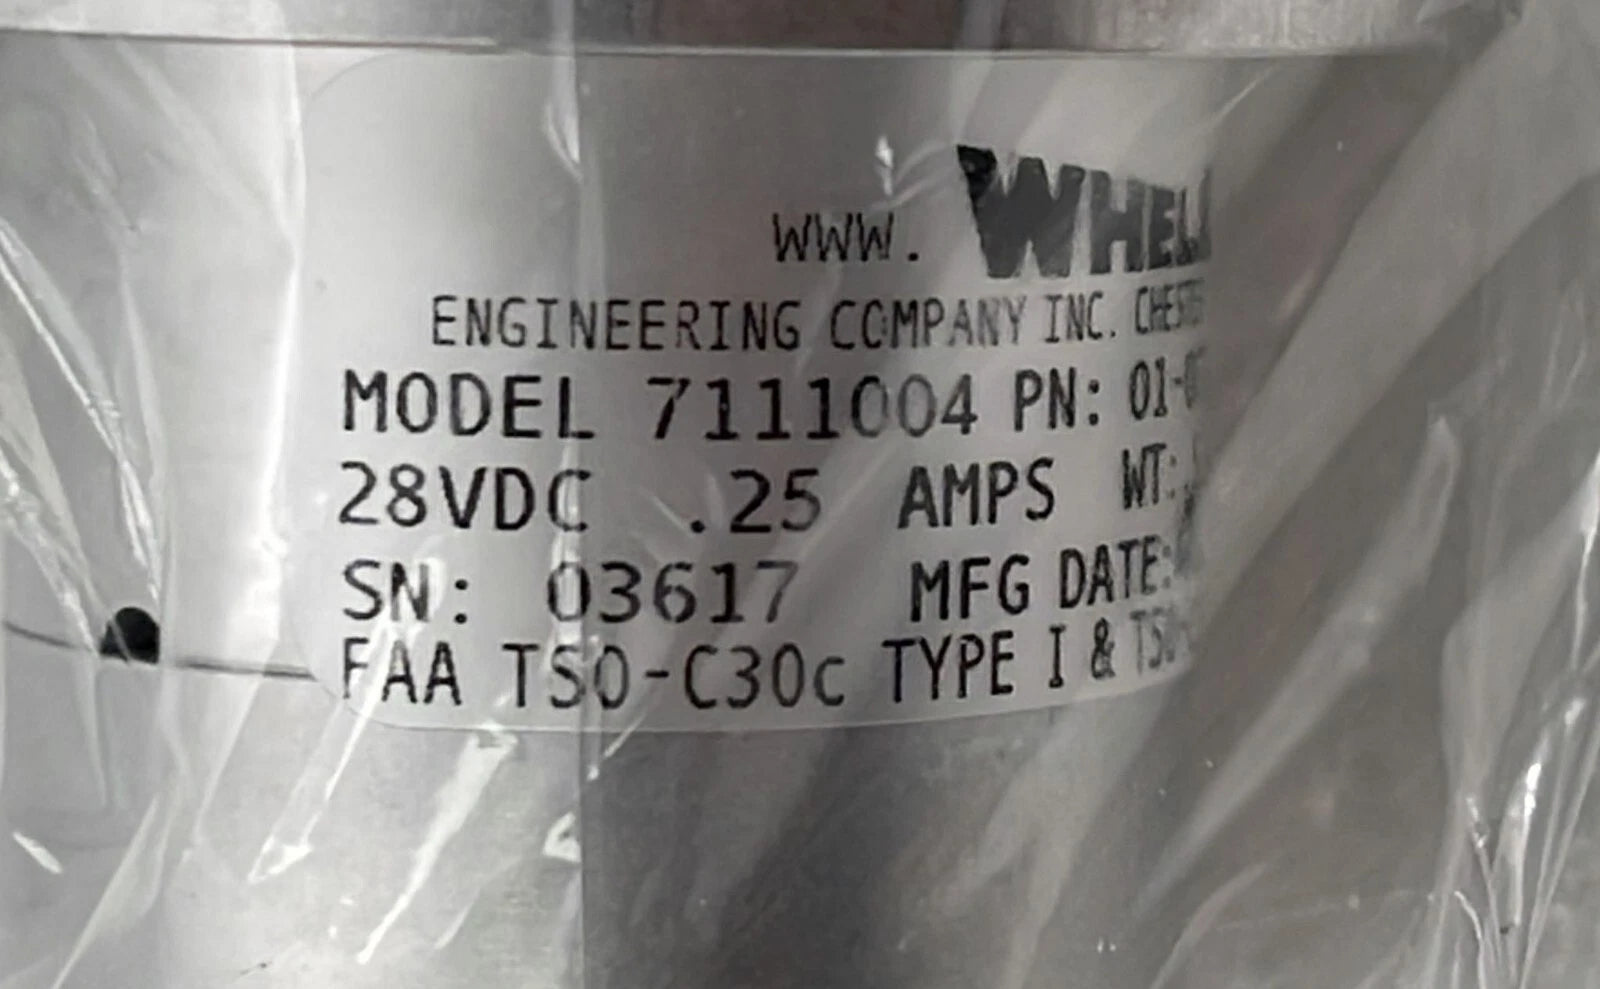 WWW.
ENGINEERING COMPANY INC.
MODEL 7111004 PN:
28VDC .25 AMPS WT:
SN: 03617 MFG DATE:
FAA TSO-C30c TYPE I &